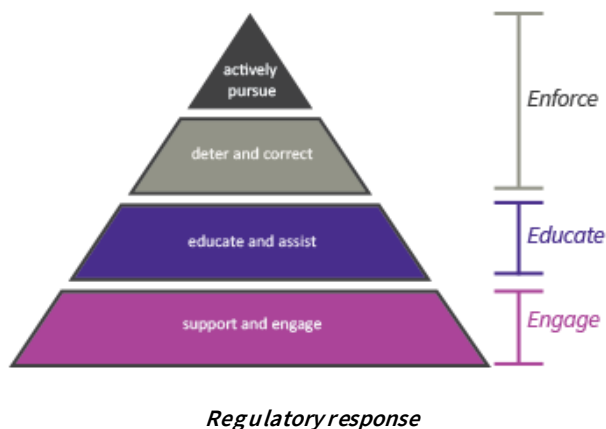 actively
pursue
Enforce
deter and correct
educate and assist
Educate
support and engage
Engage
Regulatory response